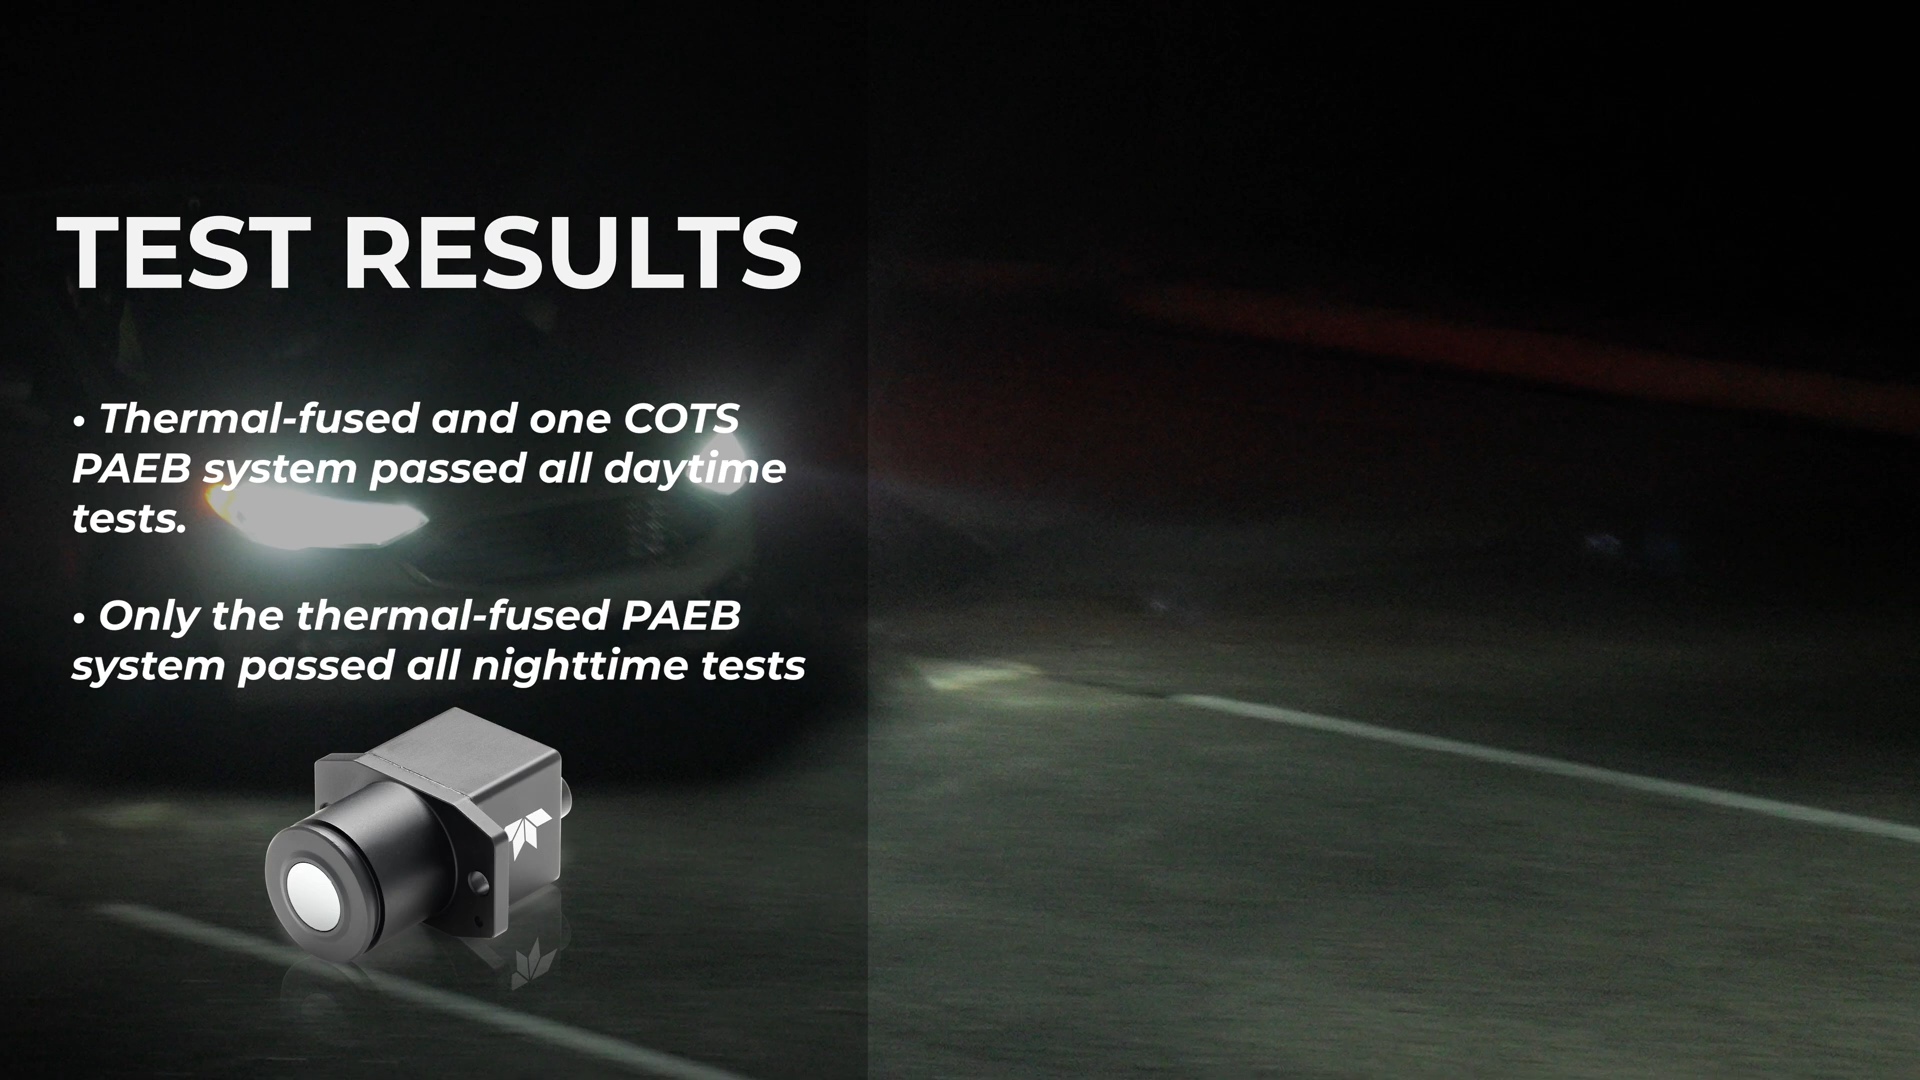 TEST RESULTS
• Thermal-fused and one COTS
PAEB system passed all daytime
tests.
• Only the thermal-fused PAEB
system passed all nighttime tests